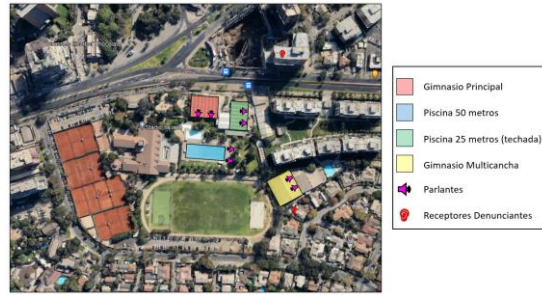 Gimnasio Principal
Piscina 50 metros
Piscina 25 metros (techada)
Gimnasio Multicancha
Parlantes
Receptores Denunciantes